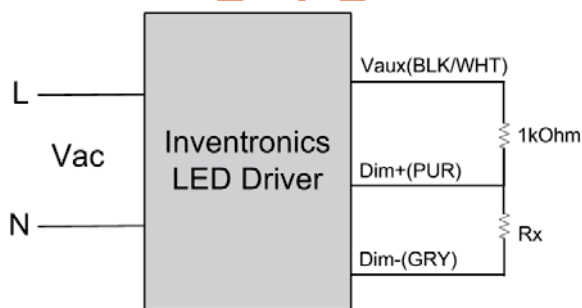 Vaux(BLK/WHT)
L
1kOhm
Inventronics
LED Driver
Vac
Dim+(PUR)
N
Rx
Dim-(GRY)